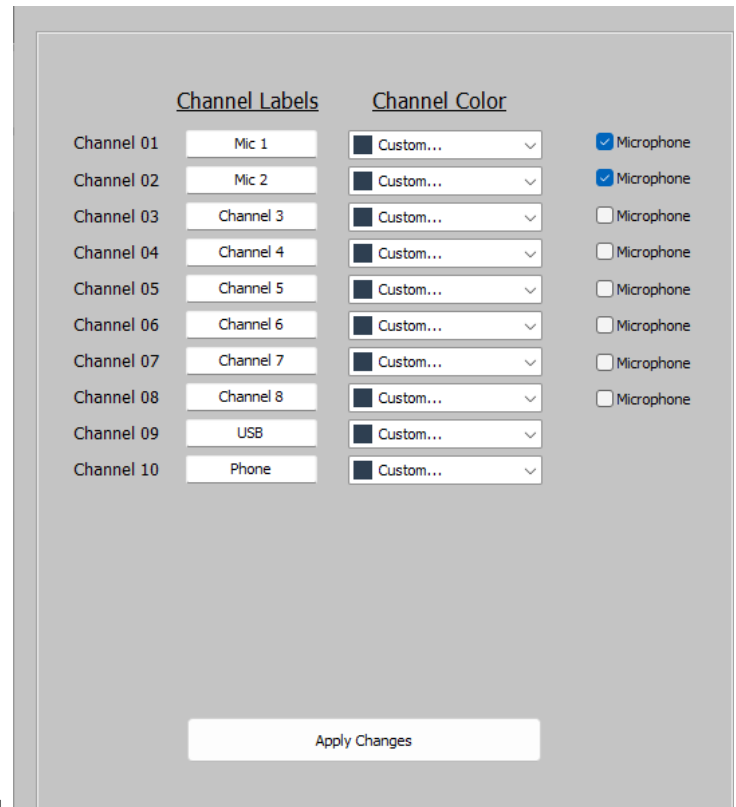 Channel Labels Channel Color
Channel 01 Mic 1 Custom... Microphone
Channel 02 Mic 2 Custom... Microphone
Channel 03 Channel 3 Custom... Microphone
Channel 04 Channel 4 Custom... Microphone
Channel 05 Channel 5 Custom... Microphone
Channel 06 Channel 6 Custom... Microphone
Channel 07 Channel 7 Custom... Microphone
Channel 08 Channel 8 Custom... Microphone
Channel 09 USB Custom...
Channel 10 Phone Custom...
Apply Changes